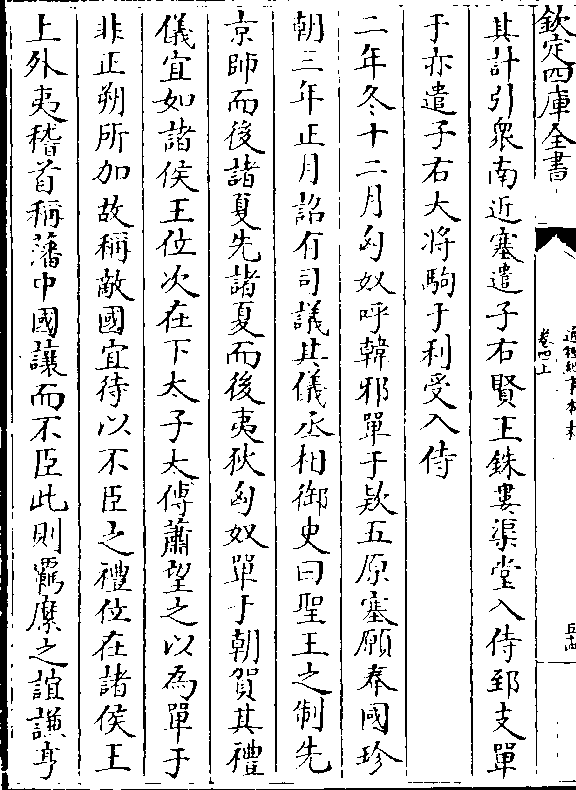 欽定四庫全書
卷四上
其計引衆南近塞遣子右賢王銖婁渠堂入侍郅支單
于亦遣子右大将駒于利受入侍
二年冬十二月匈奴呼韓邪單于欵五原塞願奉國珍
朝三年正月詔有司議其儀丞相御史曰聖王之制先
京師而後諸夏先諸夏而後夷狄匈奴單于朝賀其禮
儀宜如諸侯王位次在下太子太傅蕭望之以為單于
非正朔所加故稱敵國宜待以不臣之禮位在諸侯王
上外夷稽首稱藩中國讓而不臣此則羈縻之誼謙亨